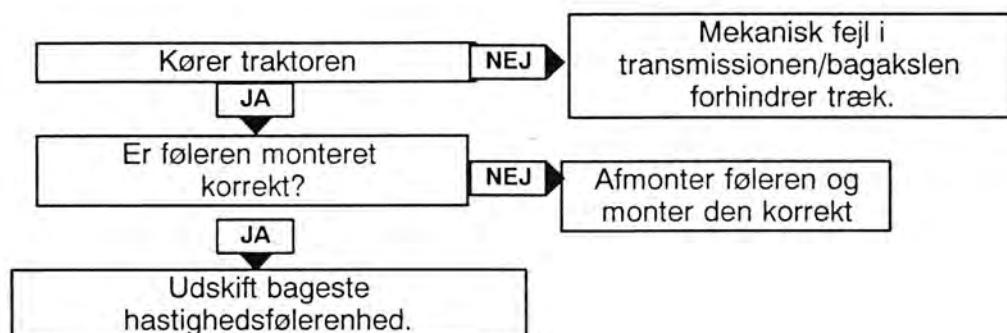 Kører traktoren
NEJ
Mekanisk fejl i
transmissionen/bagakslen
forhindrer træk.
JA
Er føleren monteret
korrekt?
NEJ
Afmonter føleren og
monter den korrekt
JA
Udskift bageste
hastighedsfølerenhed.